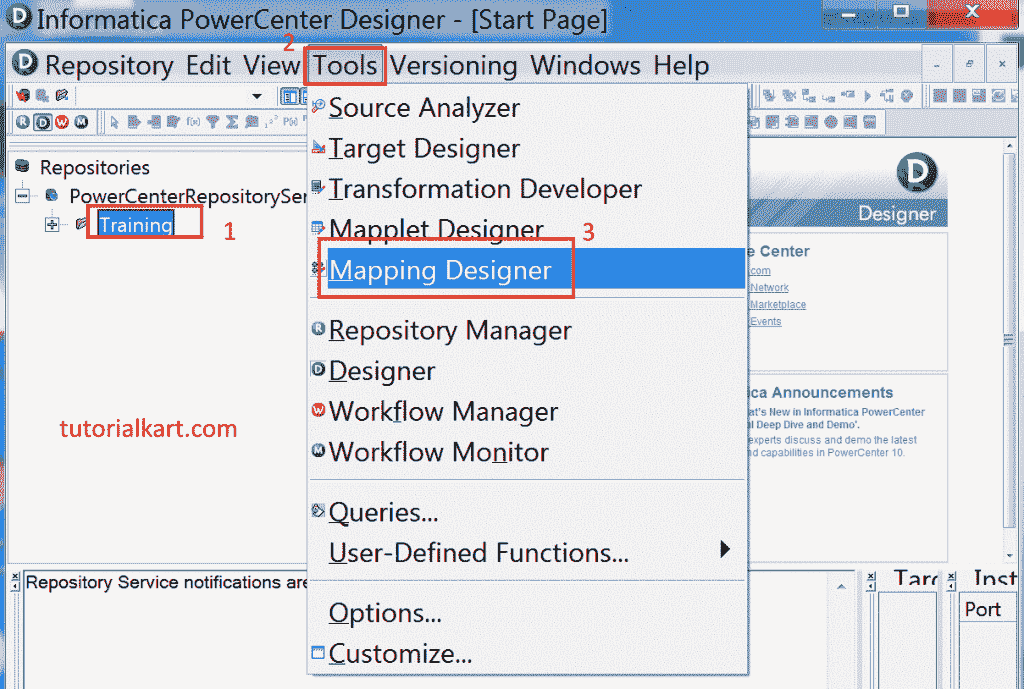 Informatica PowerCenter Designer - [Start Page]
2
Repository Edit View Tools Versioning Windows Help
Source Analyzer
Target Designer
Transformation Developer
Mapplet Designer
Mapping Designer
3
Repository Manager
Designer
Workflow Manager
Workflow Monitor
Queries...
User-Defined Functions...
Options...
Customize...
Repositories
PowerCenterRepositorySer
Training
1
tutorialkart.com
D
Designer
e Center
.com
Network
Marketplace
Events
ica Announcements
at's New in Informatica PowerCenter
al Deep Dive and Demo'.
experts discuss and demo the latest
nd capabilities in PowerCenter 10.
Repository Service notifications are
Targ
Inst
Port